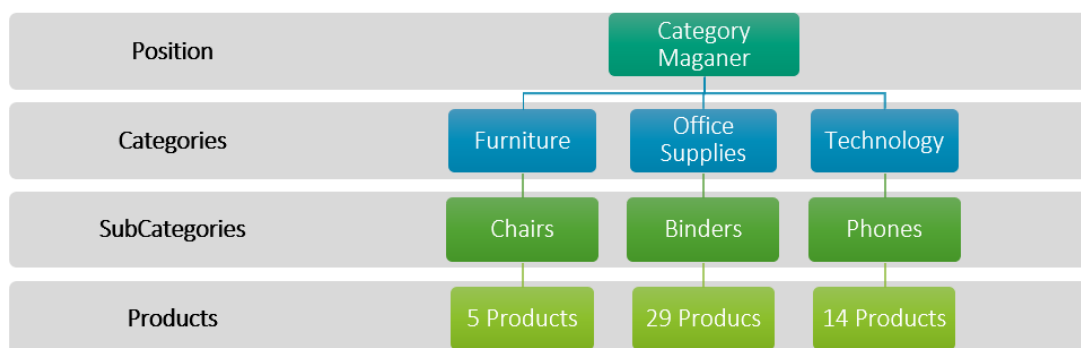 Position
Category
Maganer
Categories
Furniture
Office
Supplies
Technology
SubCategories
Chairs
Binders
Phones
Products
5 Products
29 Producs
14 Products